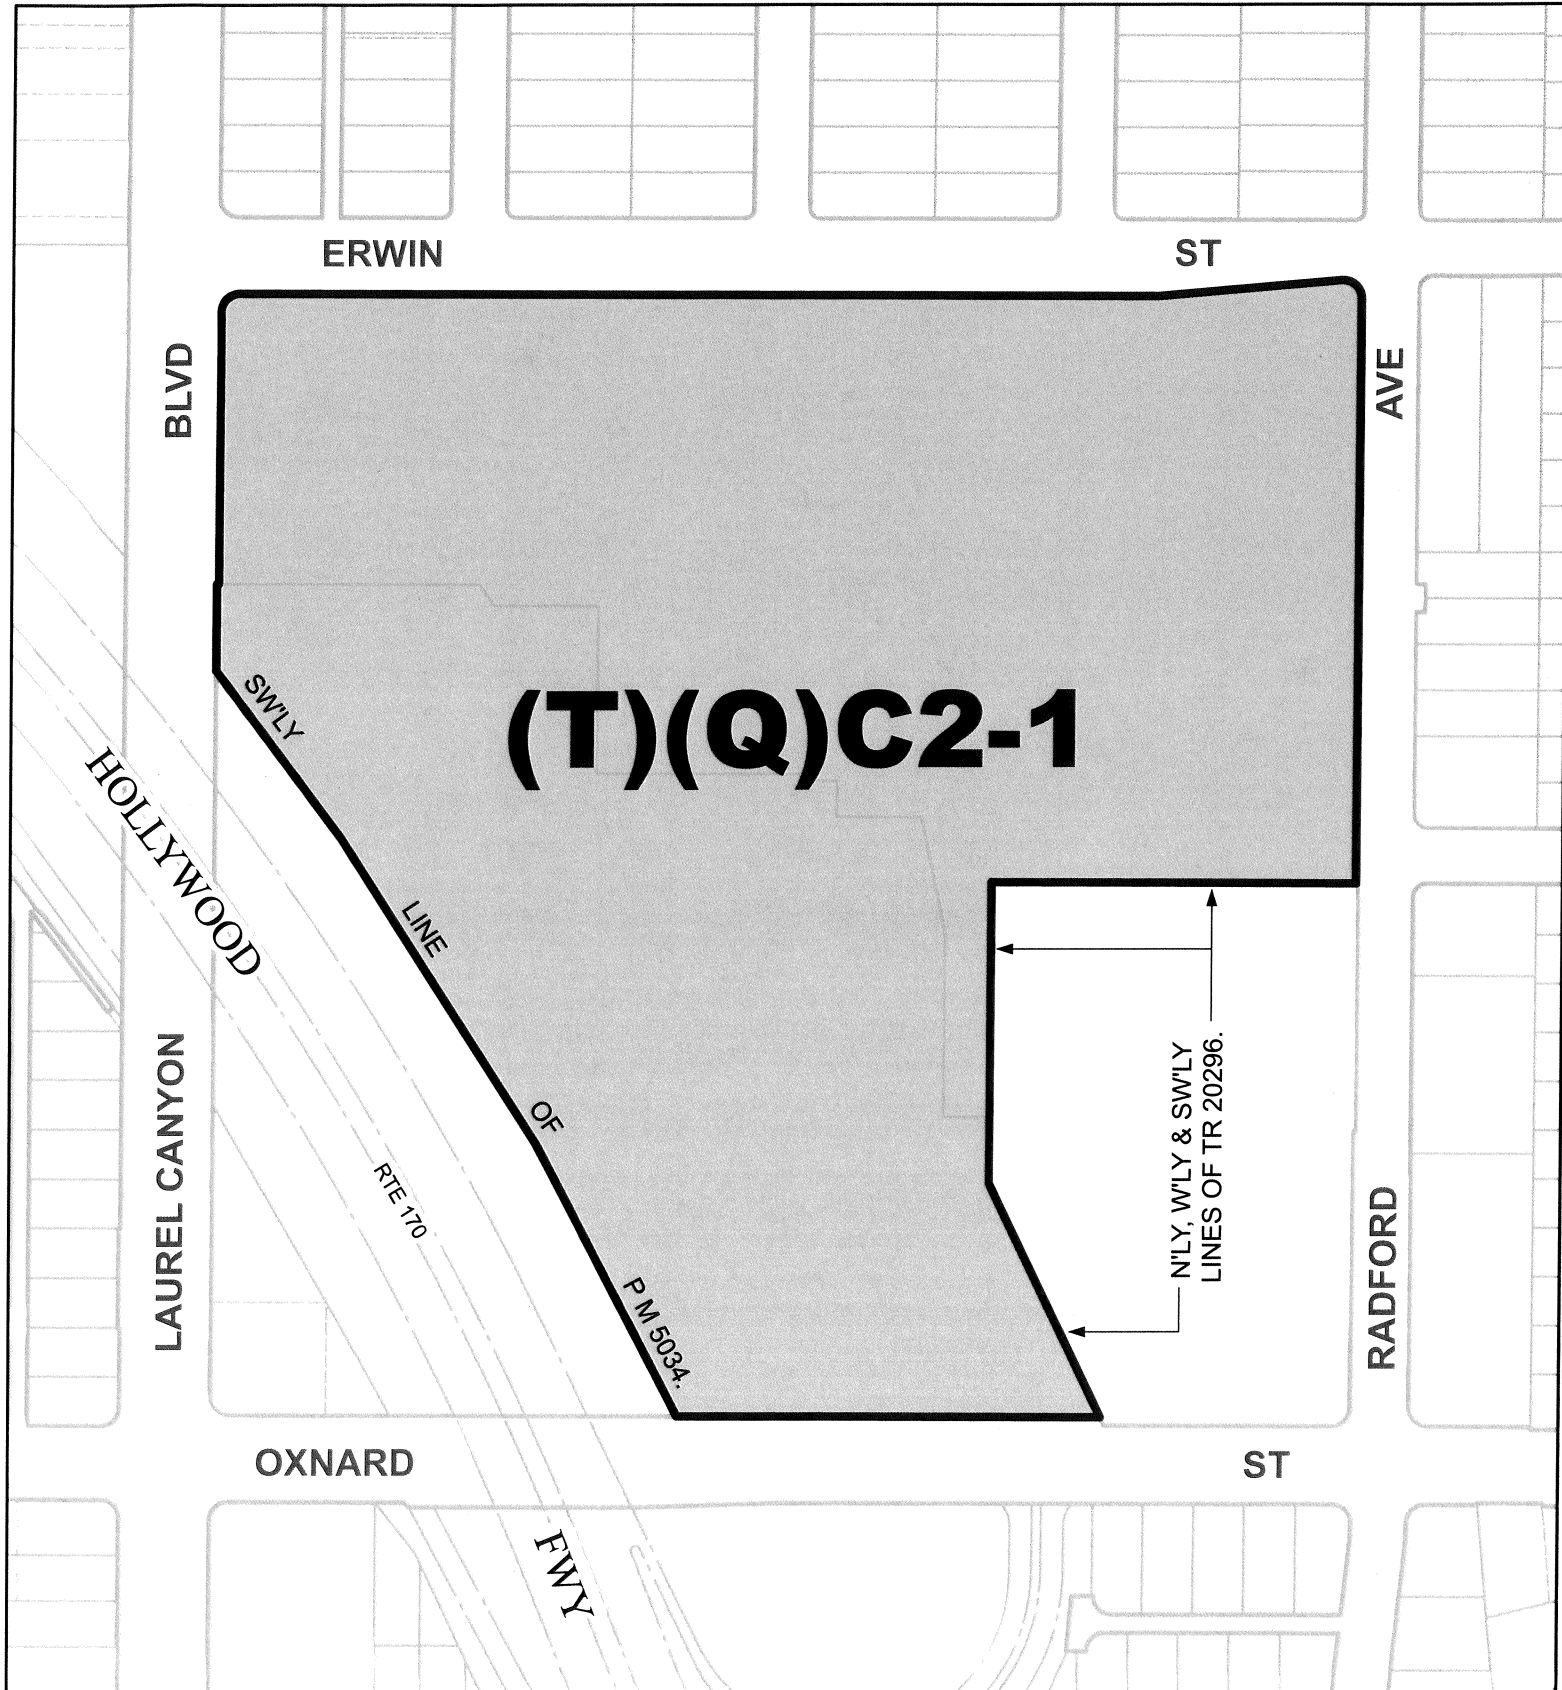 ERWIN ST
BLVD
AVE
SW'LY
(T)(Q)C2-1
HOLLYWOOD
LINE
LAUREL CANYON
OF
RTE 170
N'LY, W'LY & SW'LY
LINES OF TR 20296.
RADFORD
P M 5034.
OXNARD ST
FWY